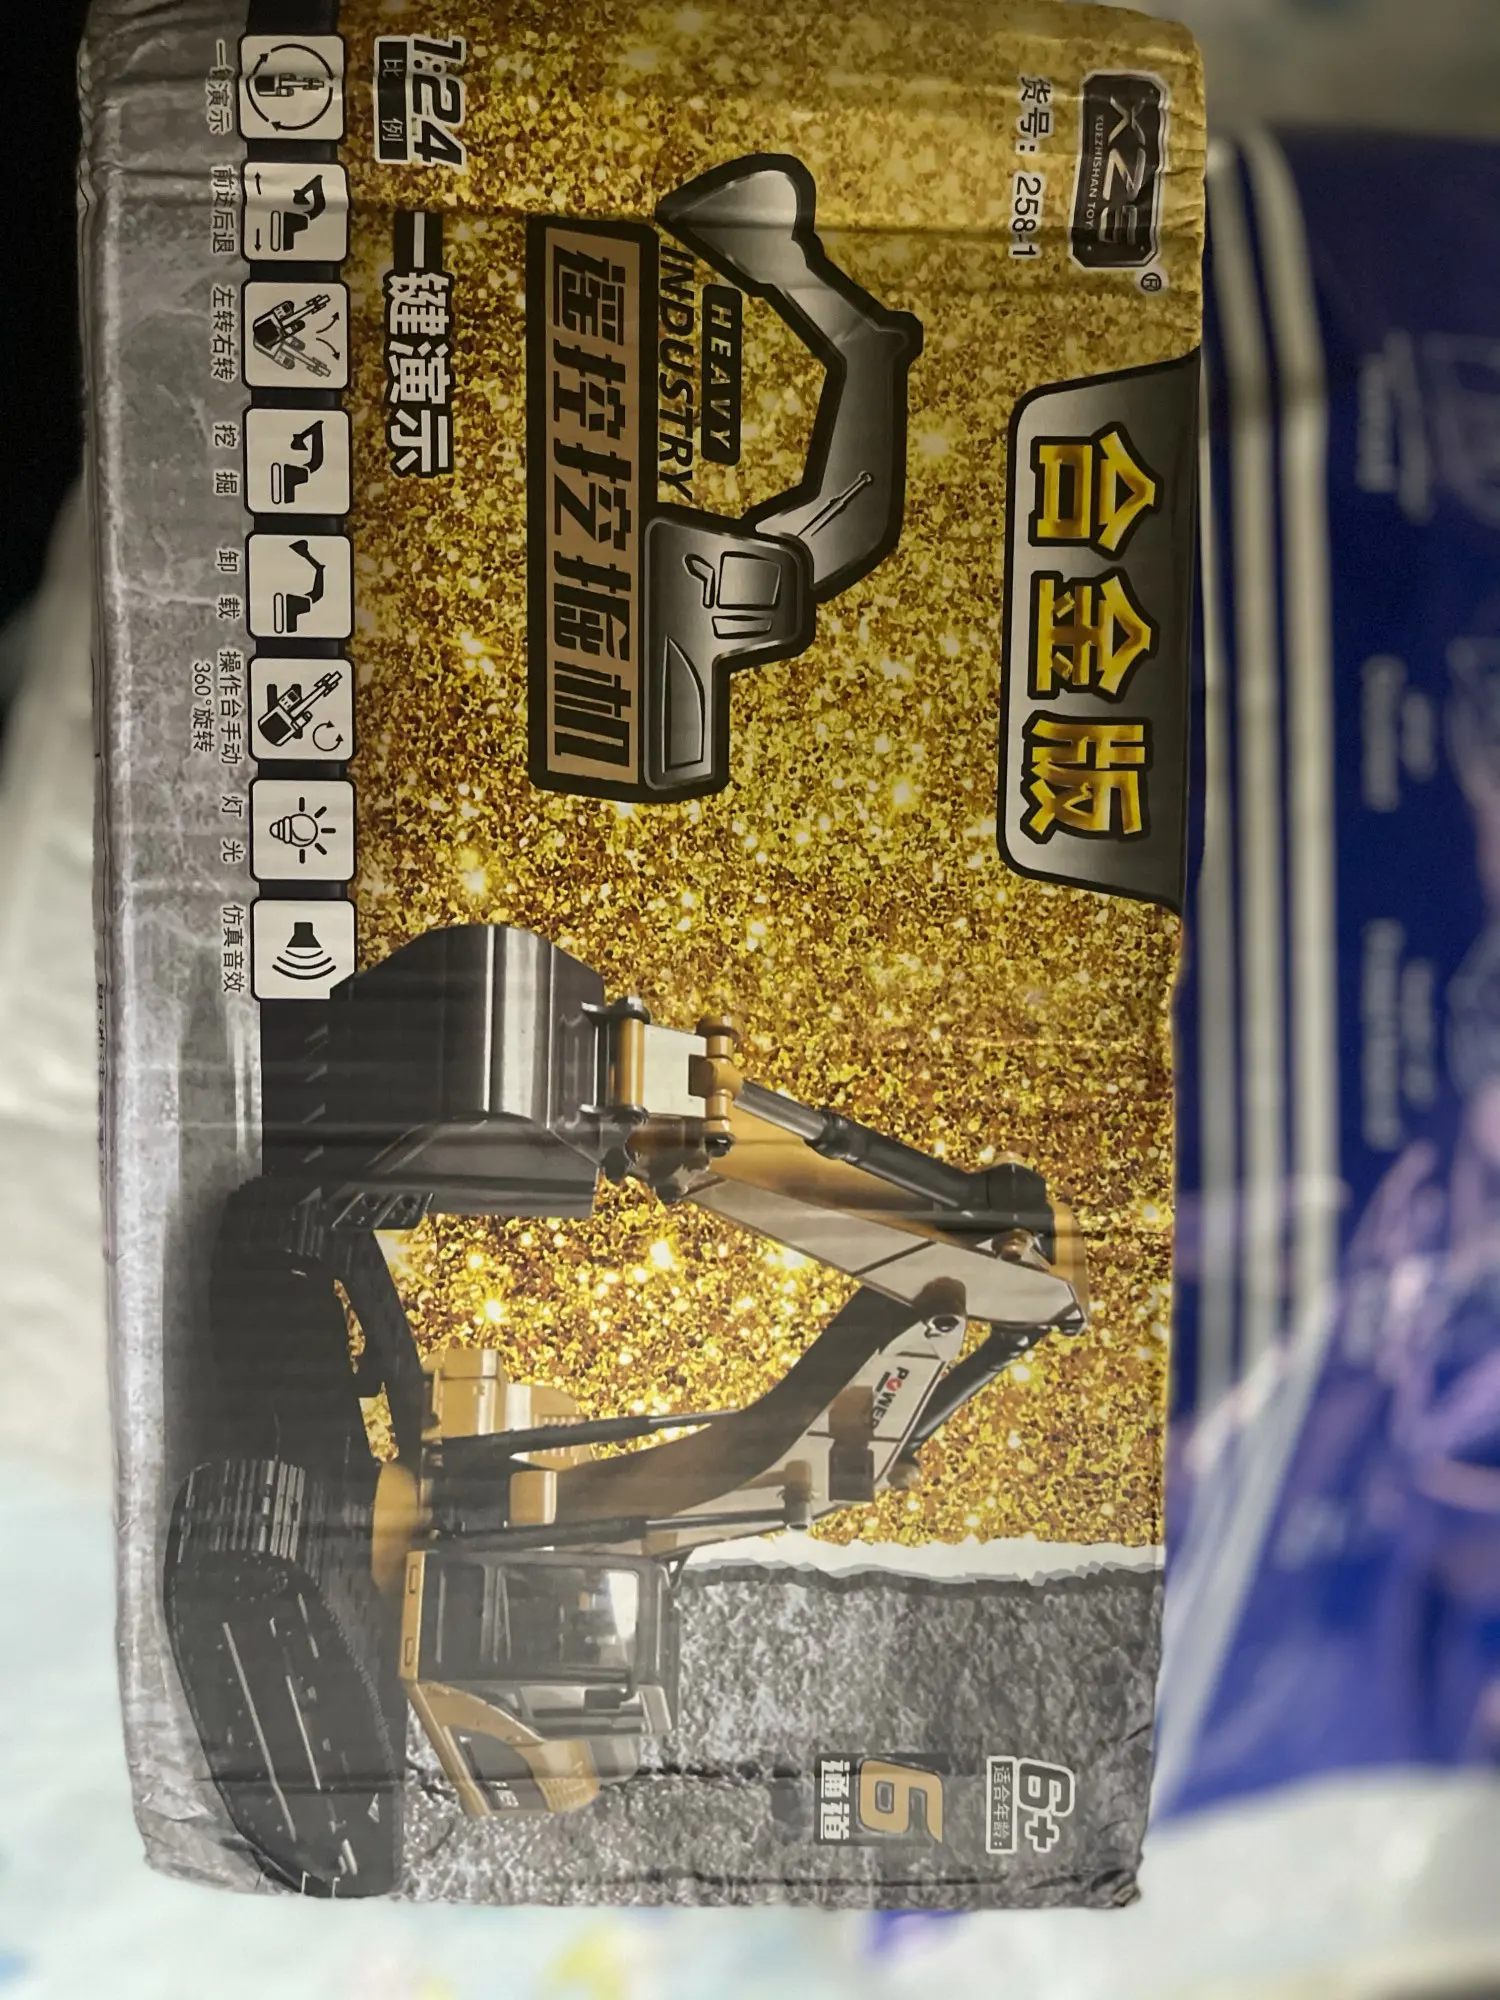 XZS
XUEZHISHAN TOY
®
货号：258-1
合金版
HEAVY
INDUSTRY
遥控挖掘机
1:24
比例
一键演示
POWER
6+
适合年龄：
6
通道
一键演示
前进后退
左转右转
挖掘
卸载
操作台手动
360°旋转
灯光
仿真音效